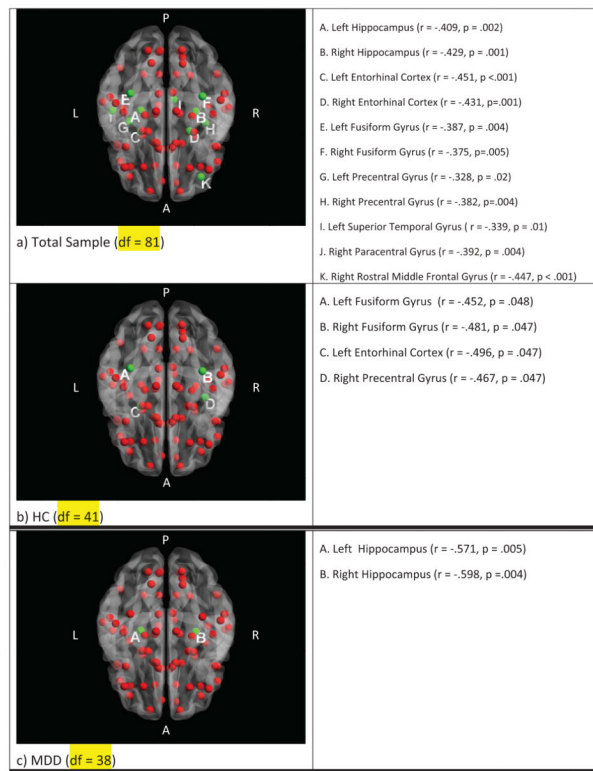 P
L
R
E
F
I
A
B
G
H
C
D
K
A
a) Total Sample (df = 81)
A. Left Hippocampus (r = -.409, p = .002)
B. Right Hippocampus (r = -.429, p = .001)
C. Left Entorhinal Cortex (r = -.451, p <.001)
D. Right Entorhinal Cortex (r = -.431, p=.001)
E. Left Fusiform Gyrus (r = -.387, p = .004)
F. Right Fusiform Gyrus (r = -.375, p=.005)
G. Left Precentral Gyrus (r = -.328, p = .02)
H. Right Precentral Gyrus (r = -.382, p=.004)
I. Left Superior Temporal Gyrus ( r = -.339, p = .01)
J. Right Paracentral Gyrus (r = -.392, p = .004)
K. Right Rostral Middle Frontal Gyrus (r = -.447, p < .001)
P
L
R
A
B
C
D
A
b) HC (df = 41)
A. Left Fusiform Gyrus (r = -.452, p = .048)
B. Right Fusiform Gyrus (r = -.481, p = .047)
C. Left Entorhinal Cortex (r = -.496, p = .047)
D. Right Precentral Gyrus (r = -.467, p = .047)
P
L
R
A
B
A
c) MDD (df = 38)
A. Left Hippocampus (r = -.571, p = .005)
B. Right Hippocampus (r = -.598, p =.004)